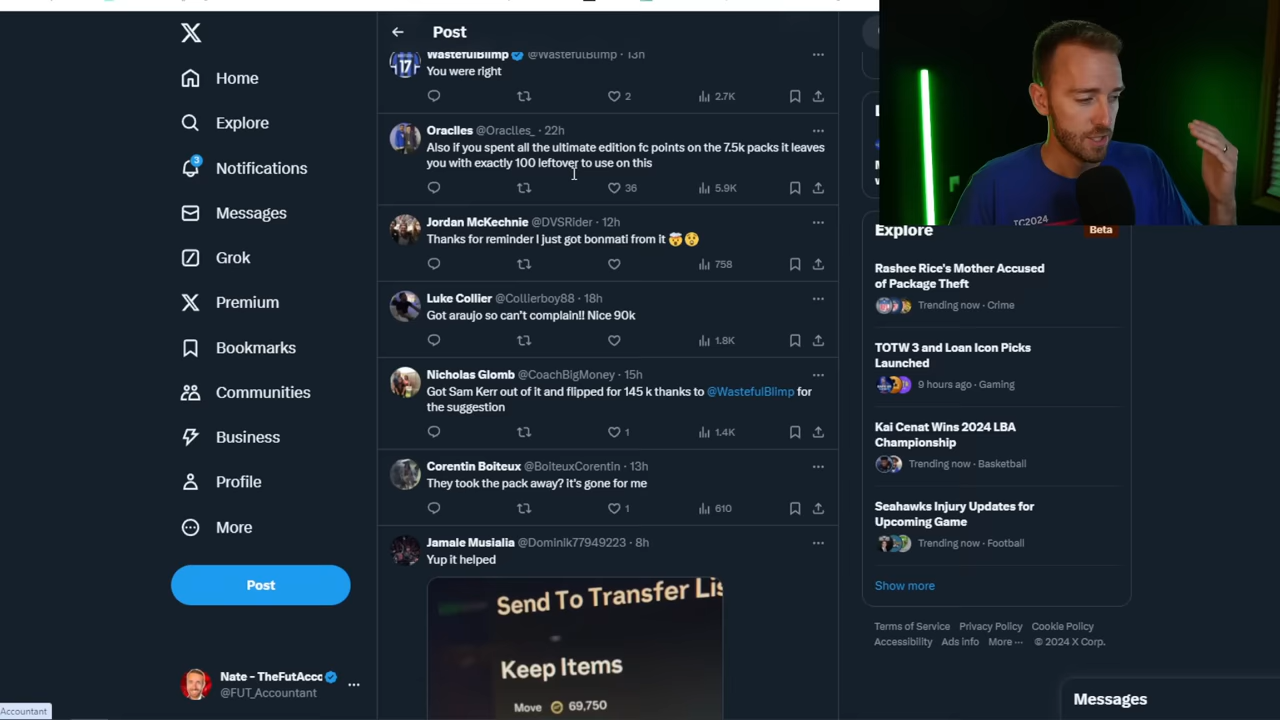 Home
Explore
3
Notifications
Messages
Grok
Premium
Bookmarks
Communities
Business
Profile
More
Post
Nate - TheFutAccc
@FUT_Accountant
Accountant
Post
WastefulBlimp @WastefulBlimp · 13h
17
You were right
2 2.7K
Oraclles @Oraclles_ · 22h
Also if you spent all the ultimate edition fc points on the 7.5k packs it leaves
you with exactly 100 leftover to use on this
36 5.9K
Jordan McKechnie @DVSRider · 12h
Thanks for reminder I just got bonmati from it 🤯🤫
758
Luke Collier @Collierboy88 · 18h
Got araujo so can't complain!! Nice 90k
1.8K
Nicholas Glomb @CoachBigMoney · 15h
Got Sam Kerr out of it and flipped for 145 k thanks to @WastefulBlimp for
the suggestion
1 1.4K
Corentin Boiteux @BoiteuxCorentin · 13h
They took the pack away? it's gone for me
1 610
Jamale Musialia @Dominik77949223 · 8h
Yup it helped
Send To Transfer Lis
Keep Items
Move 69,750
TC2024
Explore
Beta
Rashee Rice's Mother Accused
of Package Theft
Trending now · Crime
TOTW 3 and Loan Icon Picks
Launched
9 hours ago · Gaming
Kai Cenat Wins 2024 LBA
Championship
Trending now · Basketball
Seahawks Injury Updates for
Upcoming Game
Trending now · Football
Show more
Terms of Service Privacy Policy Cookie Policy
Accessibility Ads info More ··· © 2024 X Corp.
Messages